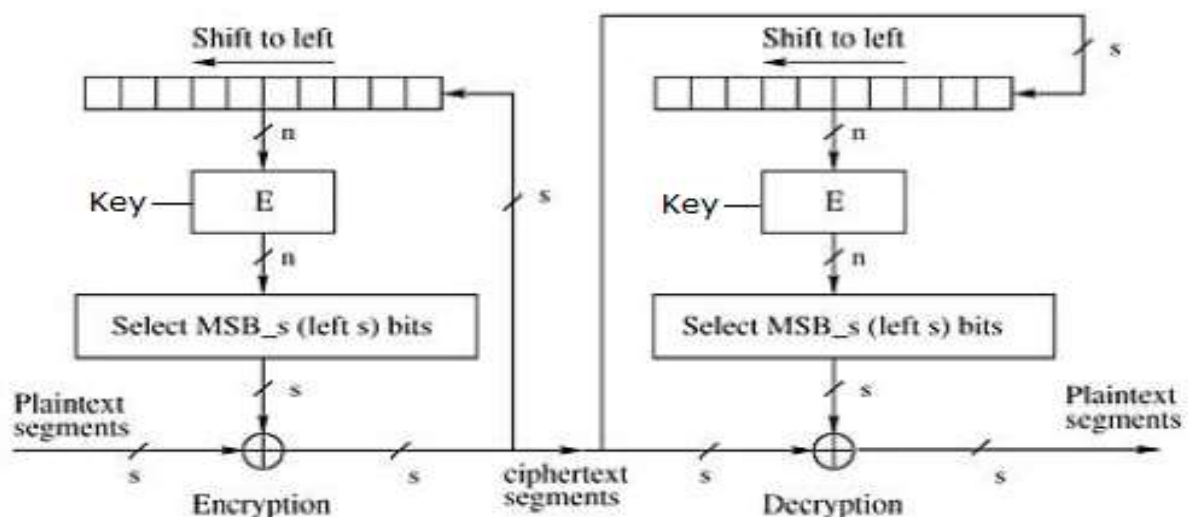 Shift to left
Shift to left
s
n
n
Key
E
s
Key
E
n
n
Select MSB_s (left s) bits
Select MSB_s (left s) bits
s
s
Plaintext
segments
Plaintext
segments
s
s
ciphertext
segments
s
s
Encryption
Decryption